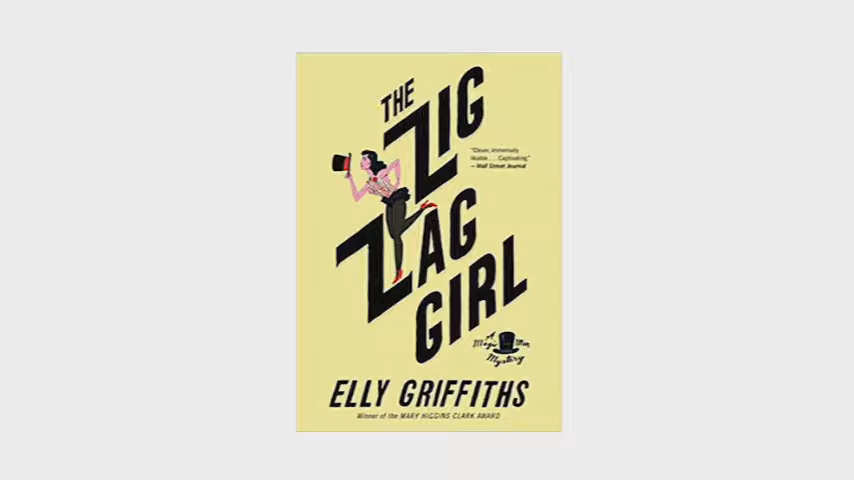 THE
ZIG
"Clever, immensely
likable . . . Captivating."
— Wall Street Journal
ZAG
GIRL
A
Magic Men
Mystery
ELLY GRIFFITHS
Winner of the MARY HIGGINS CLARK AWARD